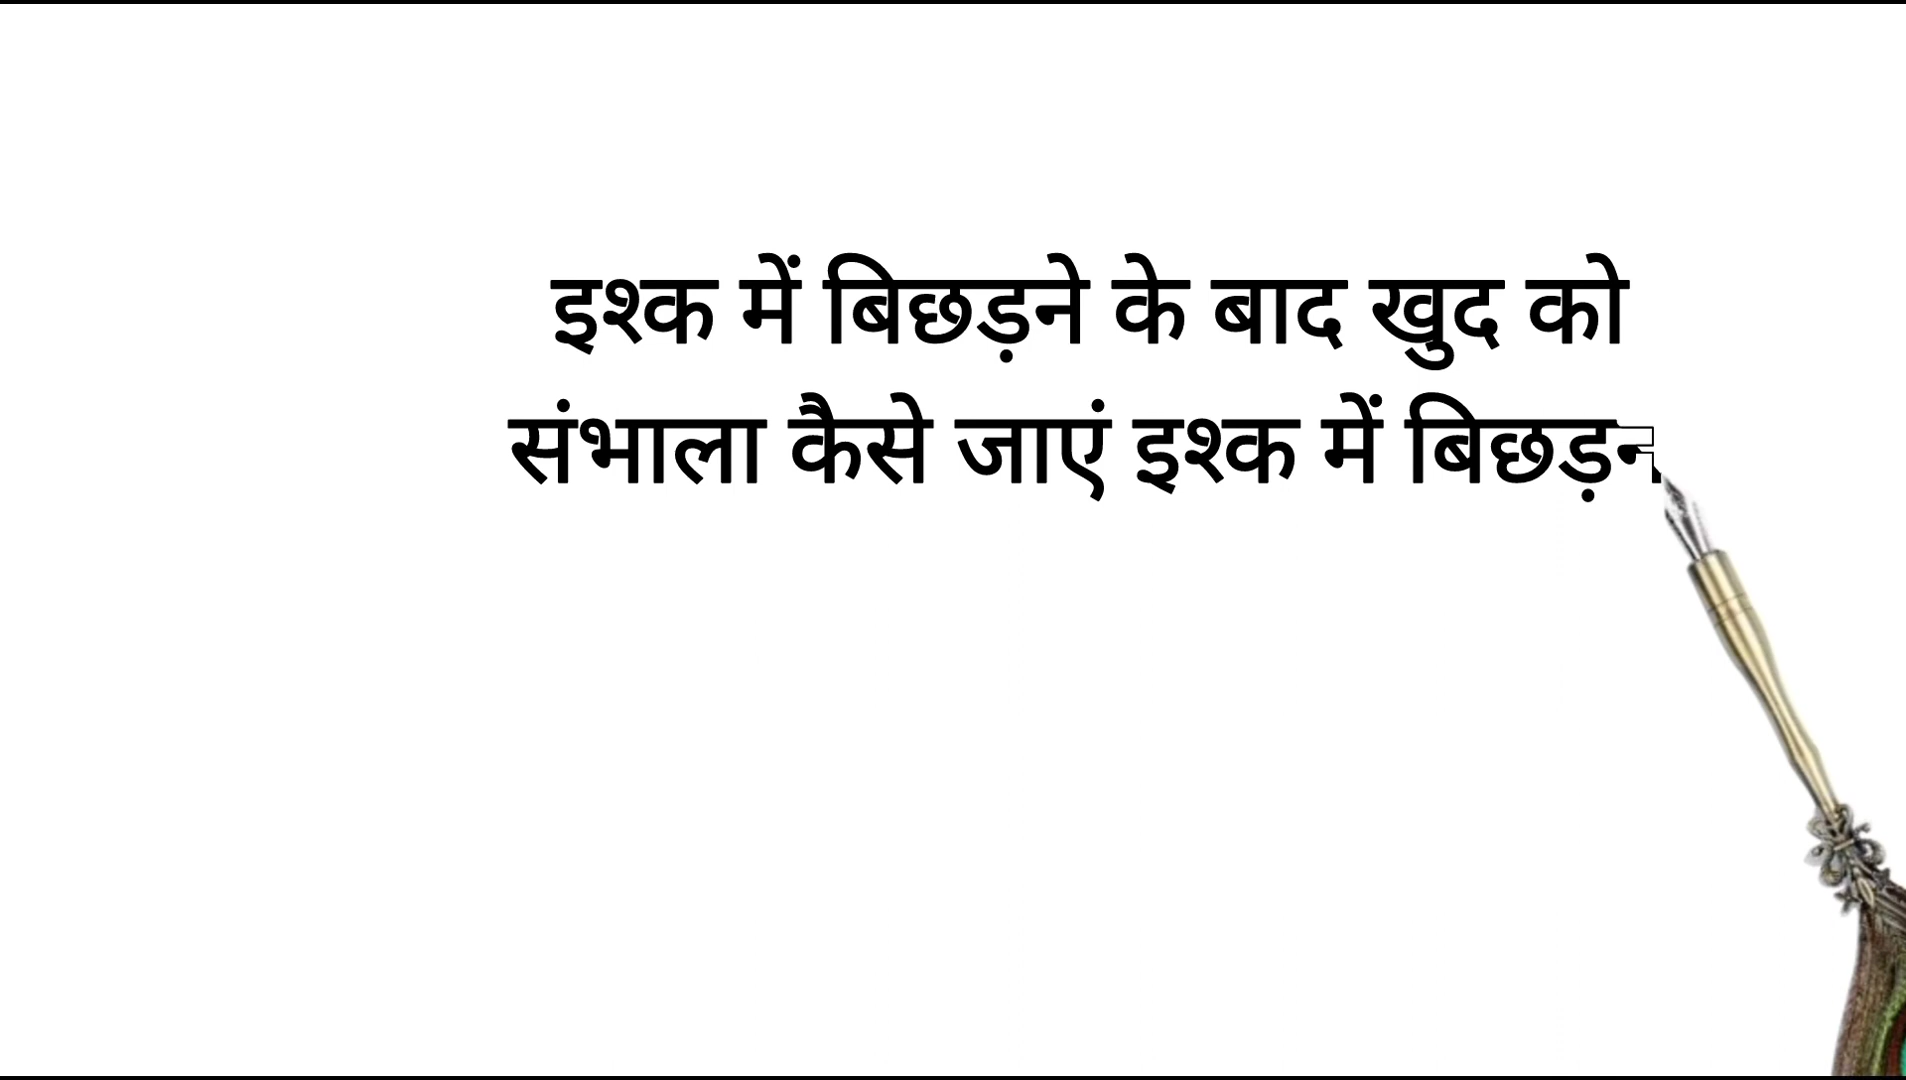 इश्क में बिछड़ने के बाद खुद को
संभाला कैसे जाएं इश्क में बिछड़न